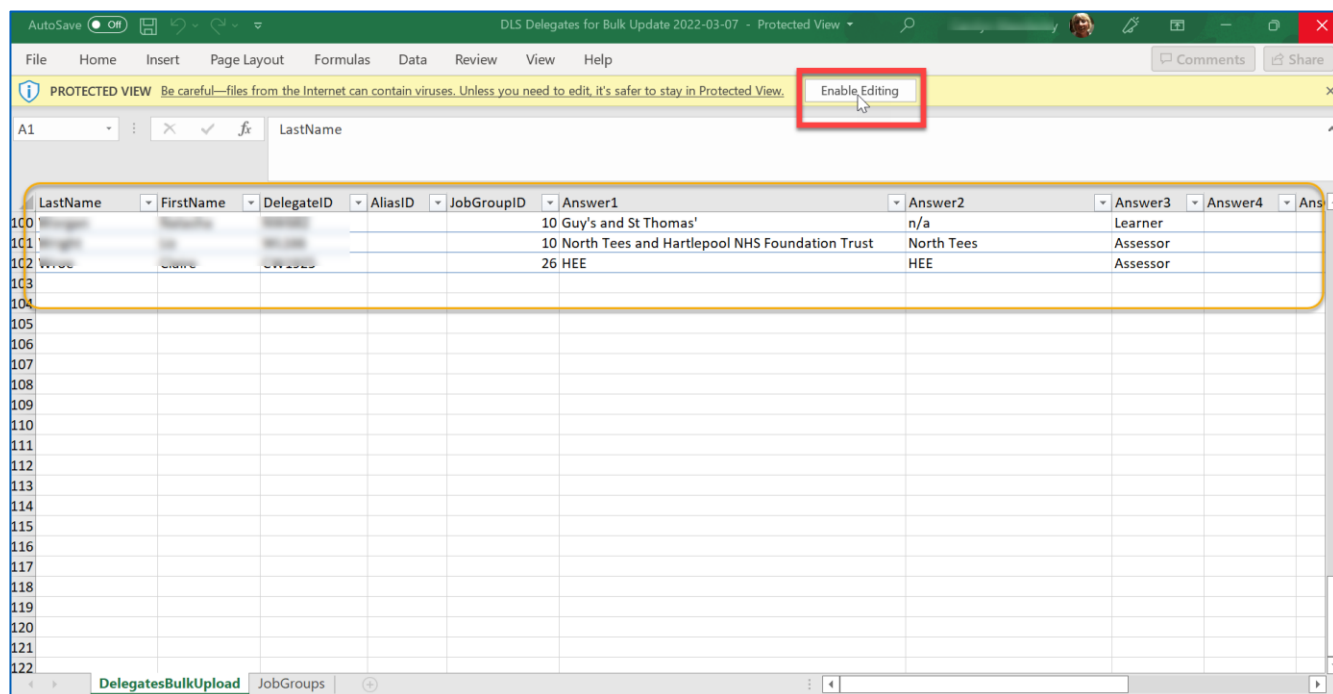 AutoSave Off DLS Delegates for Bulk Update 2022-03-07 - Protected View
File Home Insert Page Layout Formulas Data Review View Help Comments Share
PROTECTED VIEW Be careful—files from the Internet can contain viruses. Unless you need to edit, it's safer to stay in Protected View. Enable Editing
A1 fx LastName
LastName FirstName DelegateID AliasID JobGroupID Answer1 Answer2 Answer3 Answer4 Ans
100 10 Guy's and St Thomas' n/a Learner
101 10 North Tees and Hartlepool NHS Foundation Trust North Tees Assessor
102 26 HEE HEE Assessor
103
104
105
106
107
108
109
110
111
112
113
114
115
116
117
118
119
120
121
122
DelegatesBulkUpload JobGroups